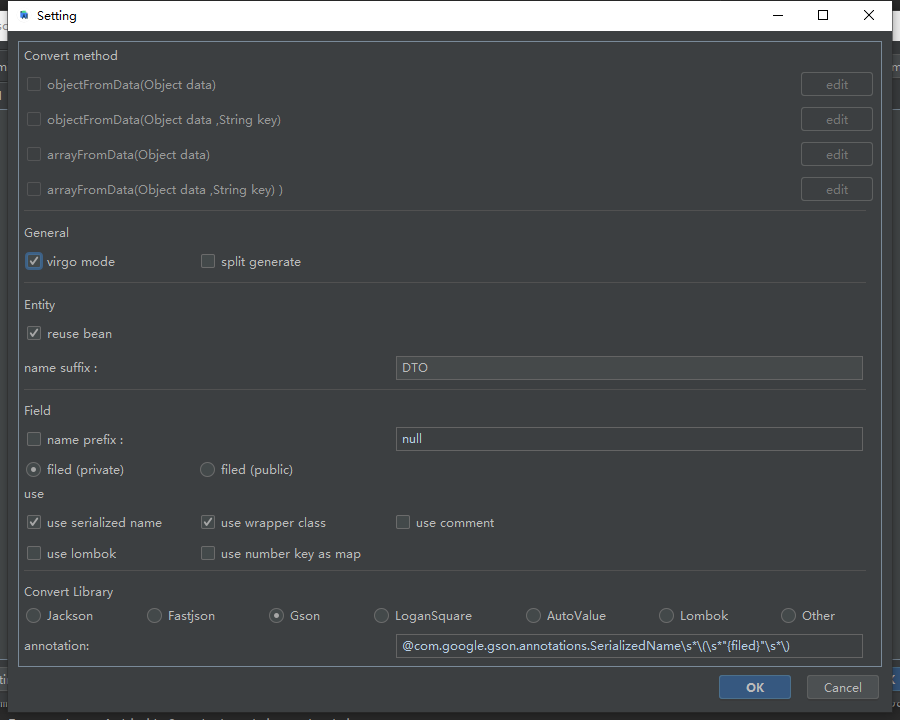 Setting
Convert method
objectFromData(Object data) edit
objectFromData(Object data ,String key) edit
arrayFromData(Object data) edit
arrayFromData(Object data ,String key) ) edit
General
virgo mode split generate
Entity
reuse bean
name suffix : DTO
Field
name prefix : null
filed (private) filed (public)
use
use serialized name use wrapper class use comment
use lombok use number key as map
Convert Library
Jackson Fastjson Gson LoganSquare AutoValue Lombok Other
annotation: @com.google.gson.annotations.SerializedName\s*\(\s*"{filed}"\s*\)
OK Cancel